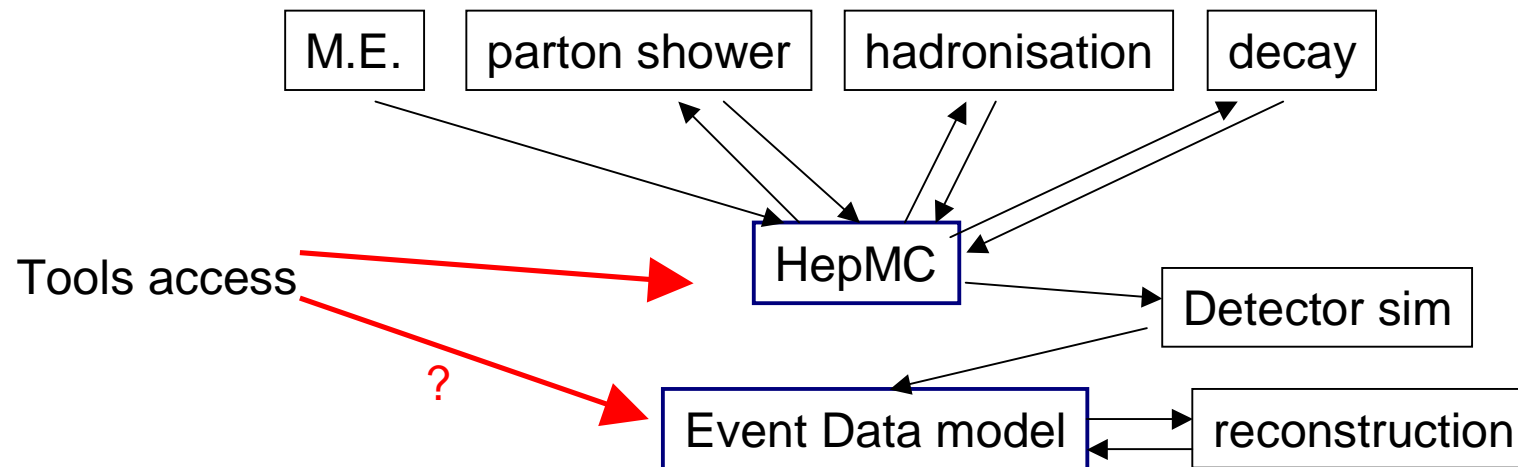 M.E.
parton shower
hadronisation
decay
HepMC
Tools access
Detector sim
?
Event Data model
reconstruction